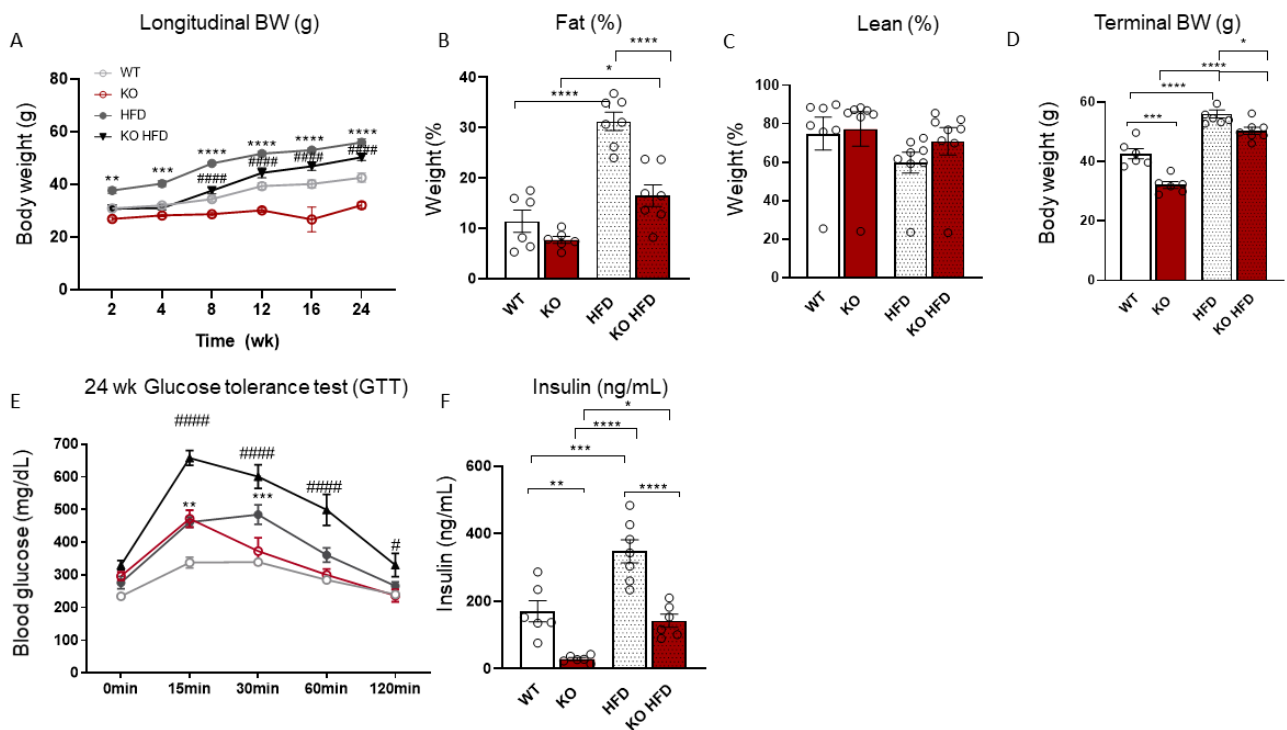 Longitudinal BW (g)
A
WT
KO
HFD
KO HFD
Body weight (g)
80
60
40
20
0
**
***
****
****
****
****
####
####
####
####
2
4
8
12
16
24
Time (wk)
Fat (%)
B
****
*
****
Weight (%
40
30
20
10
0
WT
KO
HFD
KO HFD
Lean (%)
C
Weight (%
100
80
60
40
20
0
WT
KO
HFD
KO HFD
Terminal BW (g)
D
*
****
****
***
Body weight (g)
60
40
20
0
WT
KO
HFD
KO HFD
24 wk Glucose tolerance test (GTT)
E
####
####
####
**
***
#
Blood glucose (mg/dL)
700
600
500
400
300
200
100
0
0min
15min
30min
60min
120min
Insulin (ng/mL)
F
*
****
***
**
****
Insulin (ng/mL)
600
400
200
0
WT
KO
HFD
KO HFD